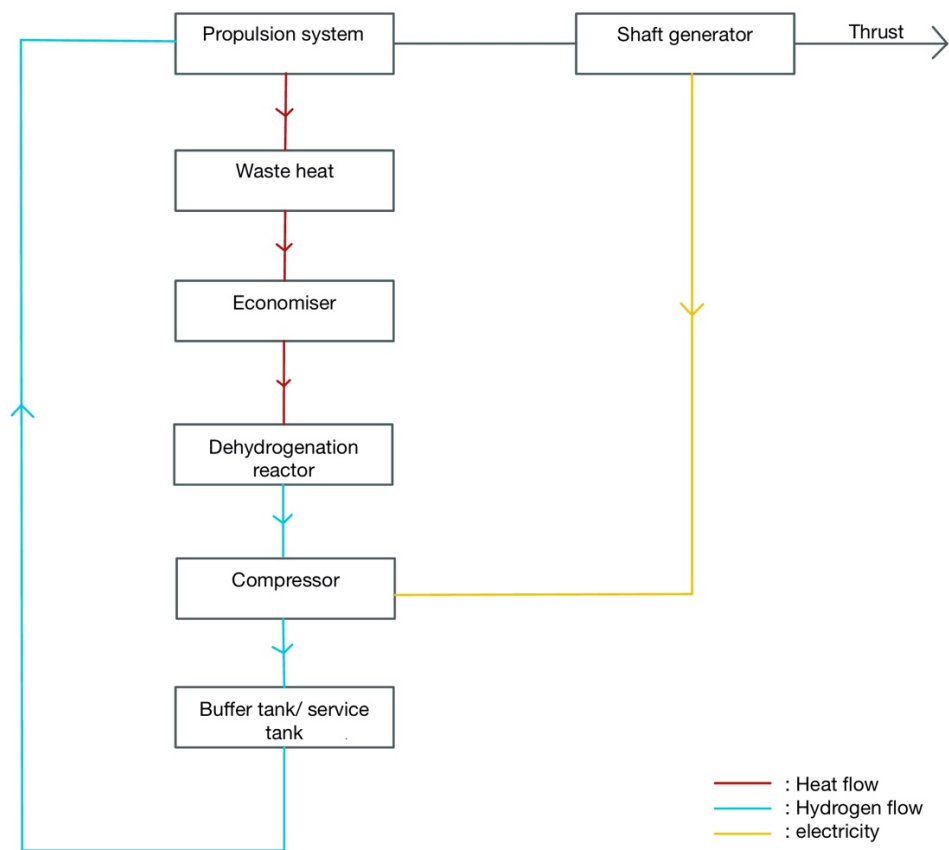 Propulsion system
Shaft generator
Thrust
Waste heat
Economiser
Dehydrogenation
reactor
Compressor
Buffer tank/ service
tank
: Heat flow
: Hydrogen flow
: electricity